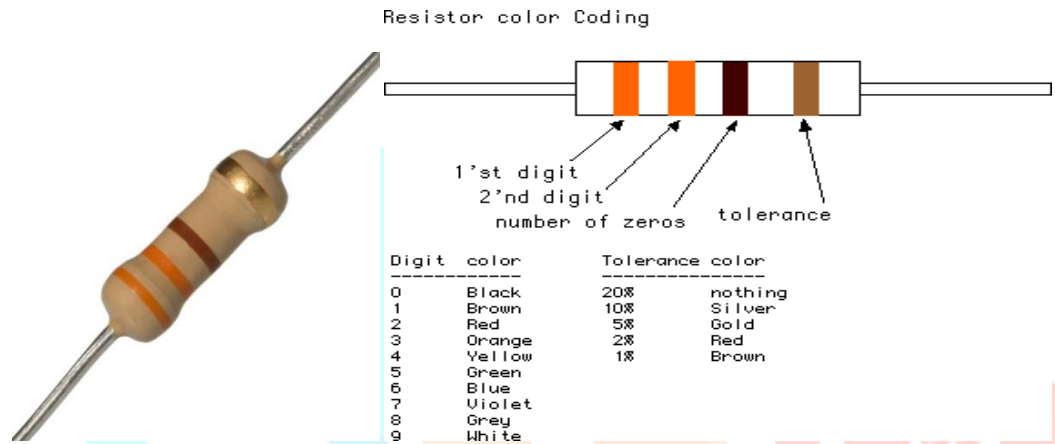 Resistor color Coding
1'st digit
2'nd digit
number of zeros
tolerance
Digit color Tolerance color
0 Black 20% nothing
1 Brown 10% Silver
2 Red 5% Gold
3 Orange 2% Red
4 Yellow 1% Brown
5 Green
6 Blue
7 Violet
8 Grey
9 White